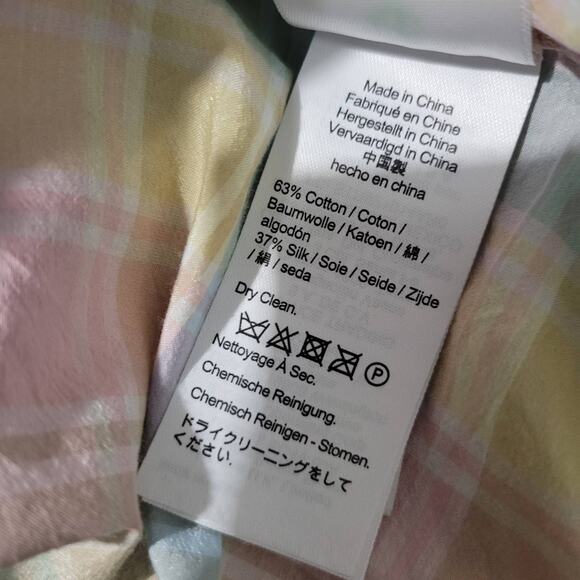 Made in China
Fabriqué en Chine
Hergestellt in China
Vervaardigd in China
中国製
hecho en china
63% Cotton / Coton /
Baumwolle / Katoen / 綿 /
algodón
37% Silk / Soie / Seide / Zijde
/ 絹 / seda
Dry Clean.
P
Nettoyage À Sec.
Chemische Reinigung.
Chemisch Reinigen - Stomen.
ドライクリーニングをして
ください.